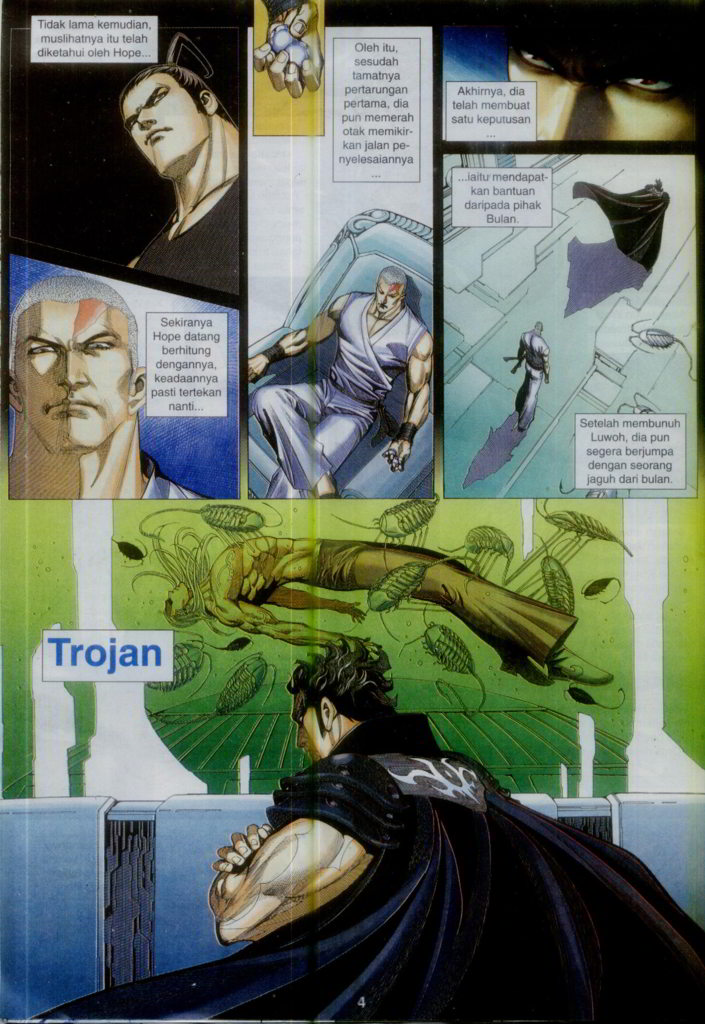 Tidak lama kemudian,
muslihatnya itu telah
diketahui oleh Hope...
Sekiranya
Hope datang
berhitung
dengannya,
keadaannya
pasti tertekan
nanti...
Oleh itu,
sesudah
tamatnya
pertarungan
pertama, dia
pun memerah
otak memikir-
kan jalan pe-
nyelesaiannya
...
Akhirnya, dia
telah membuat
satu keputusan
...
...iaitu mendapat-
kan bantuan
daripada pihak
Bulan.
Setelah membunuh
Luwoh, dia pun
segera berjumpa
dengan seorang
jaguh dari bulan.
Trojan
4